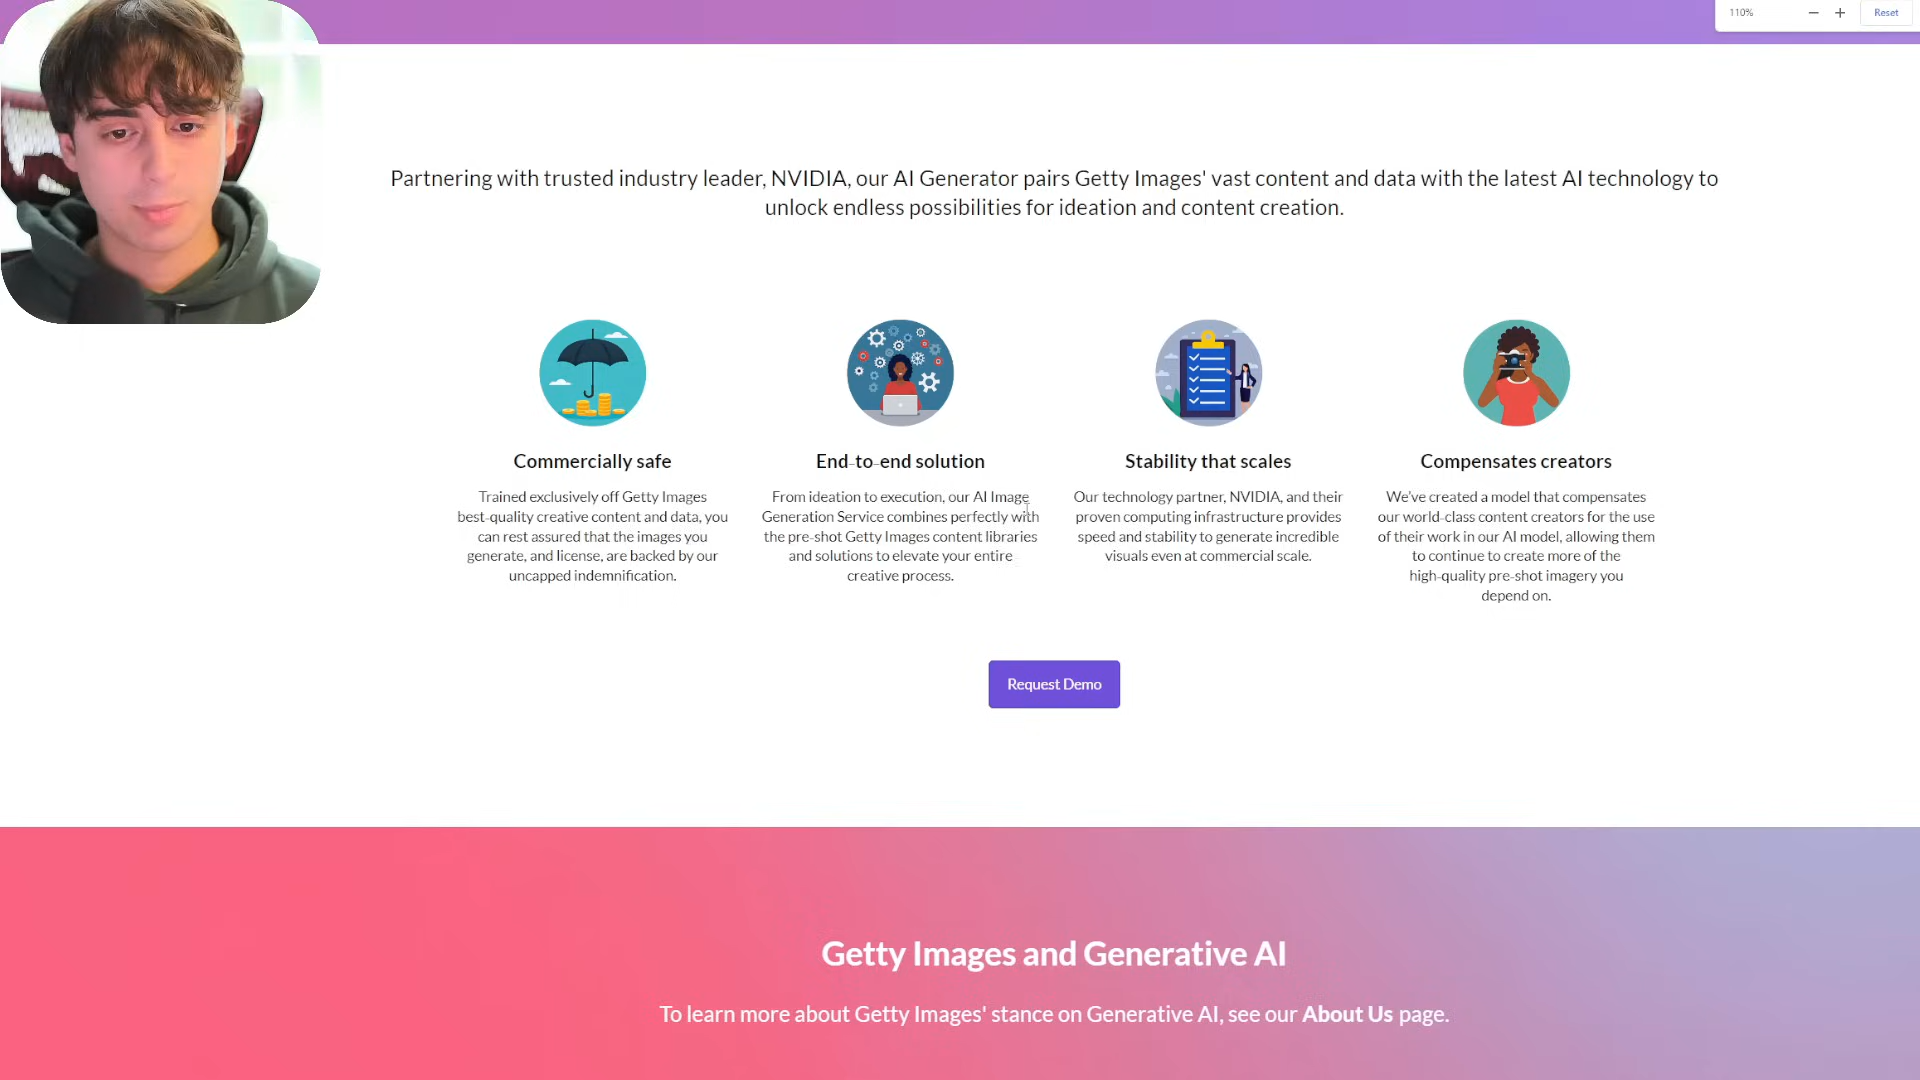 110%
Reset
Partnering with trusted industry leader, NVIDIA, our AI Generator pairs Getty Images' vast content and data with the latest AI technology to
unlock endless possibilities for ideation and content creation.
Commercially safe
Trained exclusively off Getty Images
best-quality creative content and data, you
can rest assured that the images you
generate, and license, are backed by our
uncapped indemnification.
End-to-end solution
From ideation to execution, our AI Image
Generation Service combines perfectly with
the pre-shot Getty Images content libraries
and solutions to elevate your entire
creative process.
Stability that scales
Our technology partner, NVIDIA, and their
proven computing infrastructure provides
speed and stability to generate incredible
visuals even at commercial scale.
Compensates creators
We've created a model that compensates
our world-class content creators for the use
of their work in our AI model, allowing them
to continue to create more of the
high-quality pre-shot imagery you
depend on.
Request Demo
Getty Images and Generative AI
To learn more about Getty Images' stance on Generative AI, see our About Us page.